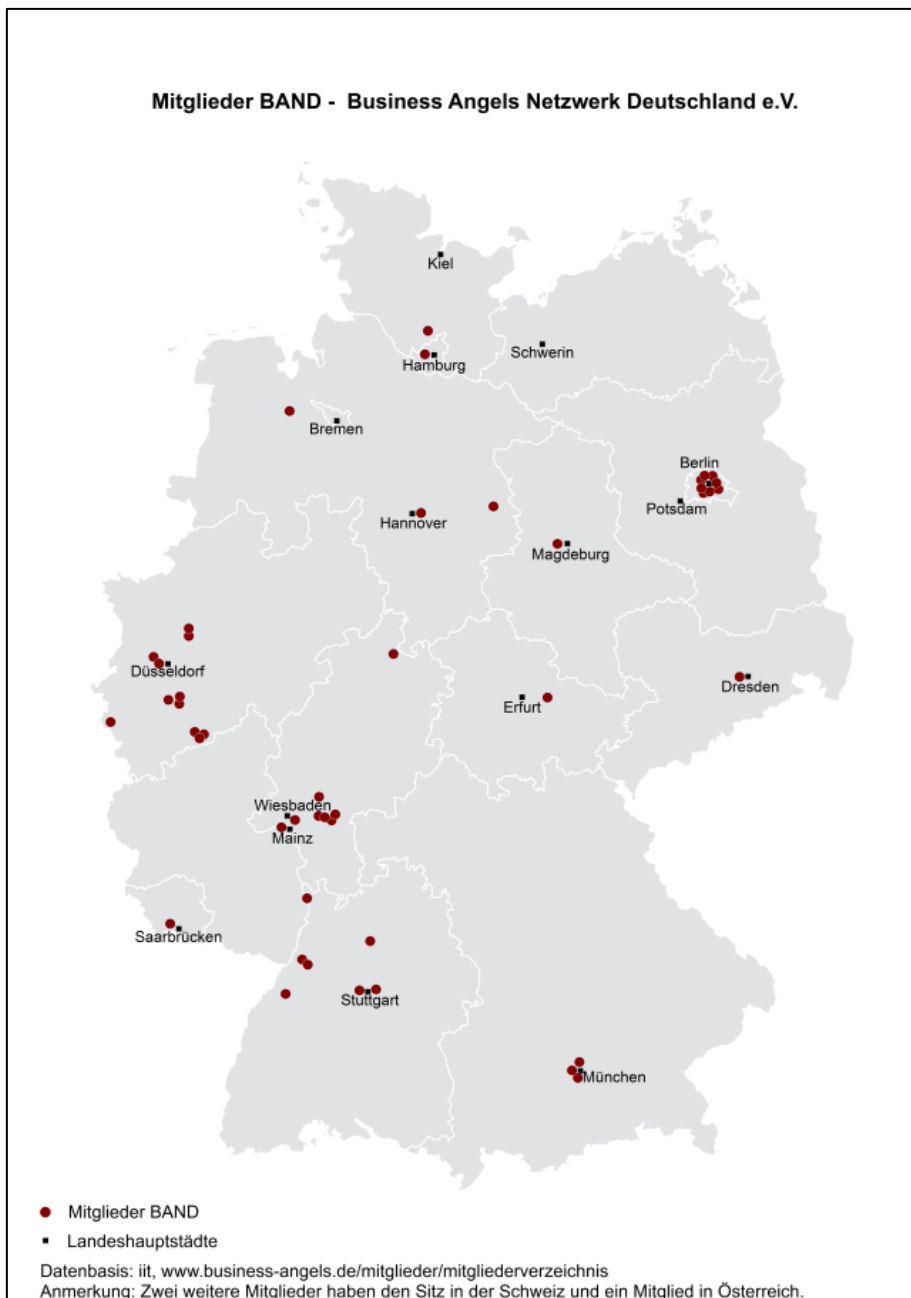 Mitglieder BAND - Business Angels Netzwerk Deutschland e.V.
Kiel
Schwerin
Hamburg
Bremen
Berlin
Potsdam
Hannover
Magdeburg
Düsseldorf
Dresden
Erfurt
Wiesbaden
Mainz
Saarbrücken
Stuttgart
München
Mitglieder BAND
Landeshauptstädte
Datenbasis: iit, www.business-angels.de/mitglieder/mitgliederverzeichnis
Anmerkung: Zwei weitere Mitglieder haben den Sitz in der Schweiz und ein Mitglied in Österreich.